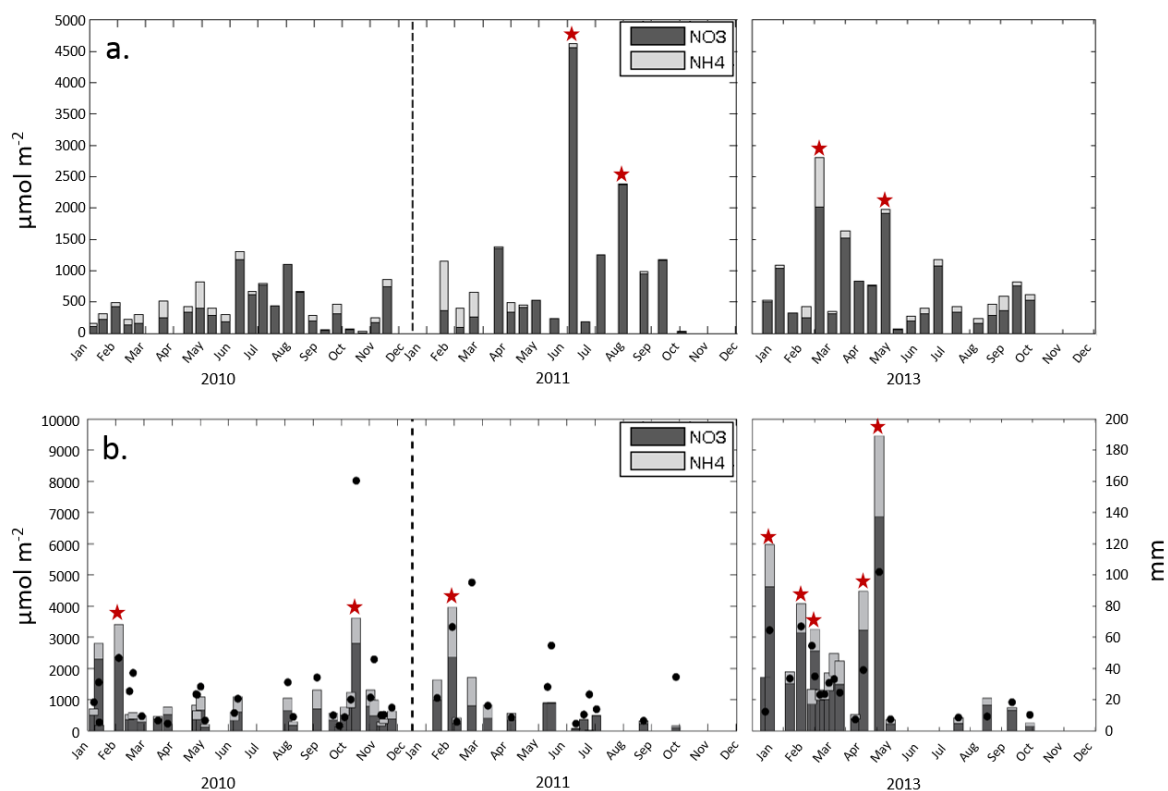 a.
µmol m-2
5000
4500
4000
3500
3000
2500
2000
1500
1000
500
0
NO3
NH4
Jan Feb Mar Apr May Jun Jul Aug Sep Oct Nov Dec
Jan Feb Mar Apr May Jun Jul Aug Sep Oct Nov Dec
Jan Feb Mar Apr May Jun Jul Aug Sep Oct Nov Dec
2010 2011 2013
b.
µmol m-2
10000
9000
8000
7000
6000
5000
4000
3000
2000
1000
0
NO3
NH4
200
180
160
140
120
100
80
60
40
20
0
mm
Jan Feb Mar Apr May Jun Jul Aug Sep Oct Nov Dec
Jan Feb Mar Apr May Jun Jul Aug Sep Oct Nov Dec
Jan Feb Mar Apr May Jun Jul Aug Sep Oct Nov Dec
2010 2011 2013